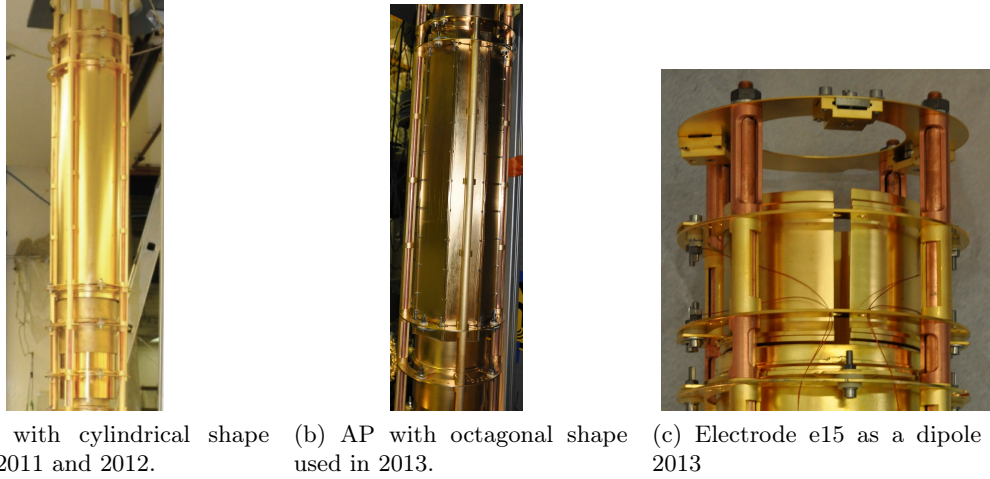 with cylindrical shape
2011 and 2012.
(b) AP with octagonal shape
used in 2013.
(c) Electrode e15 as a dipole
2013